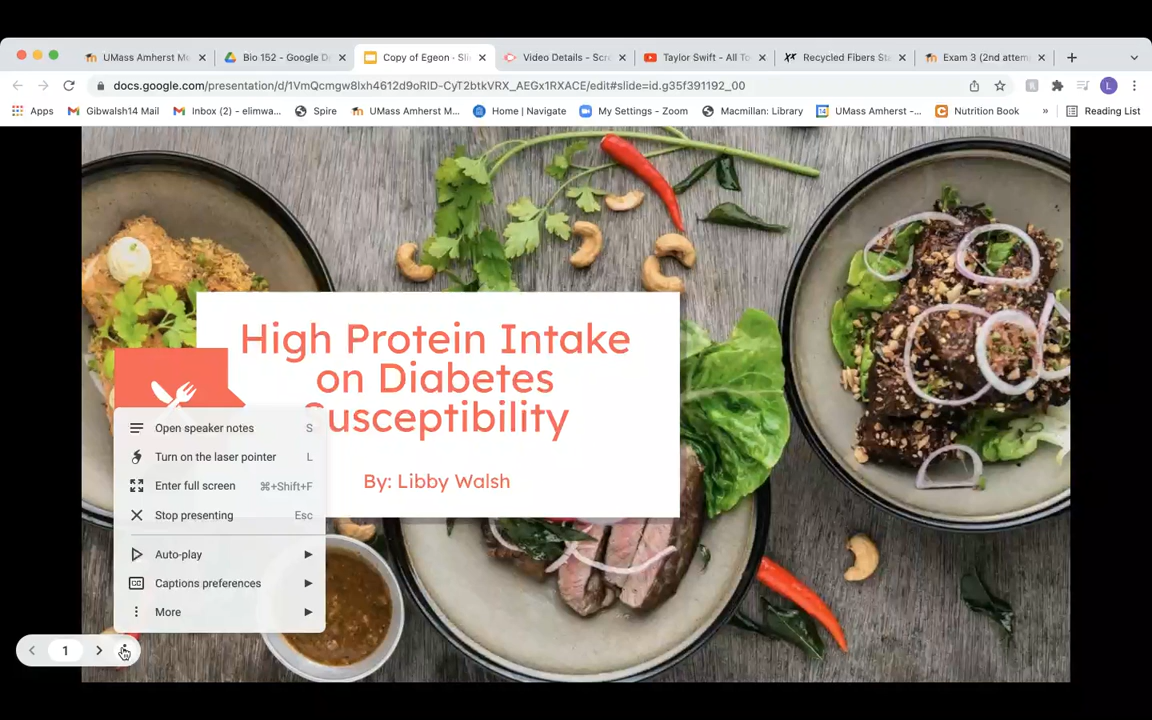 UMass Amherst Me
Bio 152 - Google D
Copy of Egeon - Sli
Video Details - Scr
Taylor Swift - All To
Recycled Fibers Sta
Exam 3 (2nd attem
docs.google.com/presentation/d/1VmQcmgw8lxh4612d9oRID-CyT2btkVRX_AEGx1RXACE/edit#slide=id.g35f391192_00
L
Apps
Gibwalsh14 Mail
Inbox (2) - elimwa...
Spire
UMass Amherst M...
Home | Navigate
My Settings - Zoom
Macmillan: Library
UMass Amherst -...
Nutrition Book
»
Reading List
High Protein Intake
on Diabetes
Susceptibility
By: Libby Walsh
Open speaker notes S
Turn on the laser pointer L
Enter full screen ⌘+Shift+F
Stop presenting Esc
Auto-play
Captions preferences
More
1